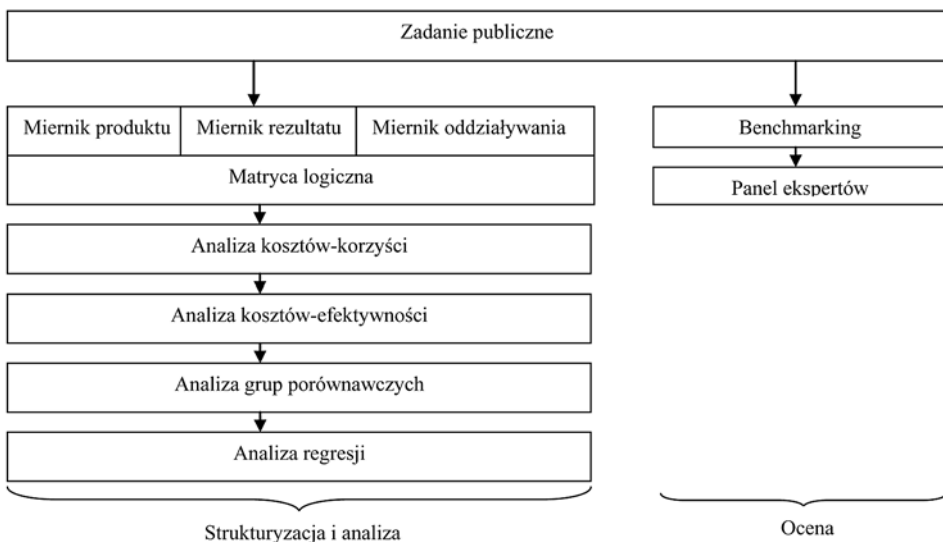 Zadanie publiczne
Miernik produktu
Miernik rezultatu
Miernik oddziaływania
Matryca logiczna
Analiza kosztów-korzyści
Analiza kosztów-efektywności
Analiza grup porównawczych
Analiza regresji
Strukturyzacja i analiza
Benchmarking
Panel ekspertów
Ocena